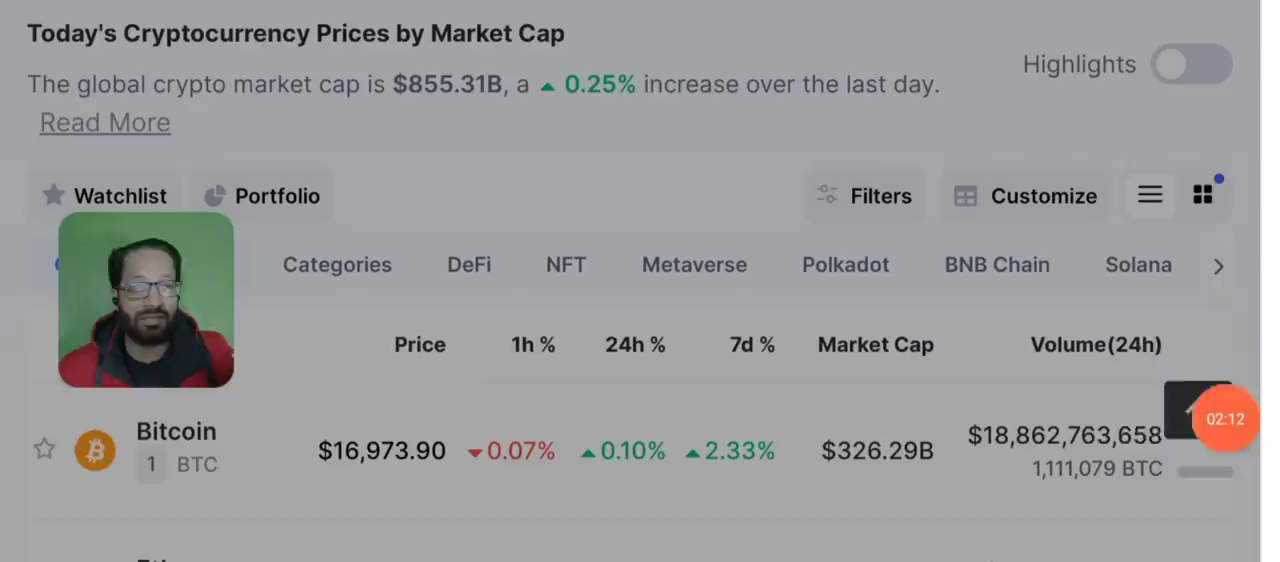 Today's Cryptocurrency Prices by Market Cap
The global crypto market cap is $855.31B, a 0.25% increase over the last day.
Read More
Highlights
Watchlist Portfolio Filters Customize
Categories DeFi NFT Metaverse Polkadot BNB Chain Solana
Price 1h % 24h % 7d % Market Cap Volume(24h)
Bitcoin
1 BTC
$16,973.90 0.07% 0.10% 2.33% $326.29B $18,862,763,658
1,111,079 BTC
02:12